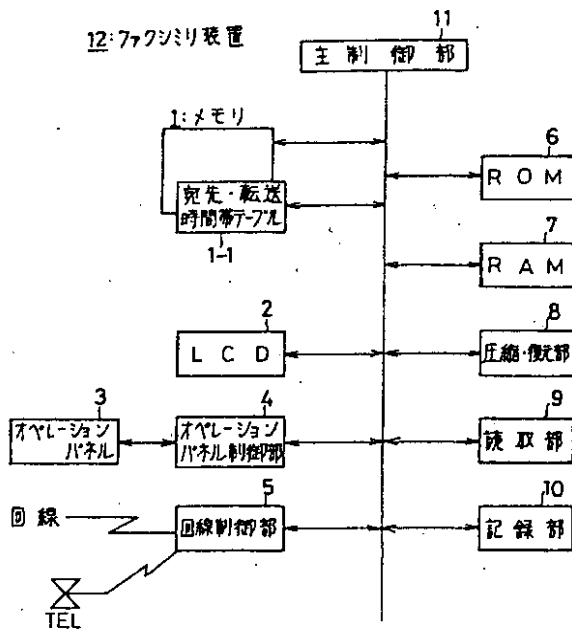 12:ファクシミリ装置
11
主制御部
1:メモリ
宛先・転送
時間帯テーブル
1-1
6
ROM
7
RAM
2
LCD
8
圧縮・復元部
3
オペレーション
パネル
4
オペレーション
パネル制御部
9
読取部
回線
5
回線制御部
10
記録部
TEL